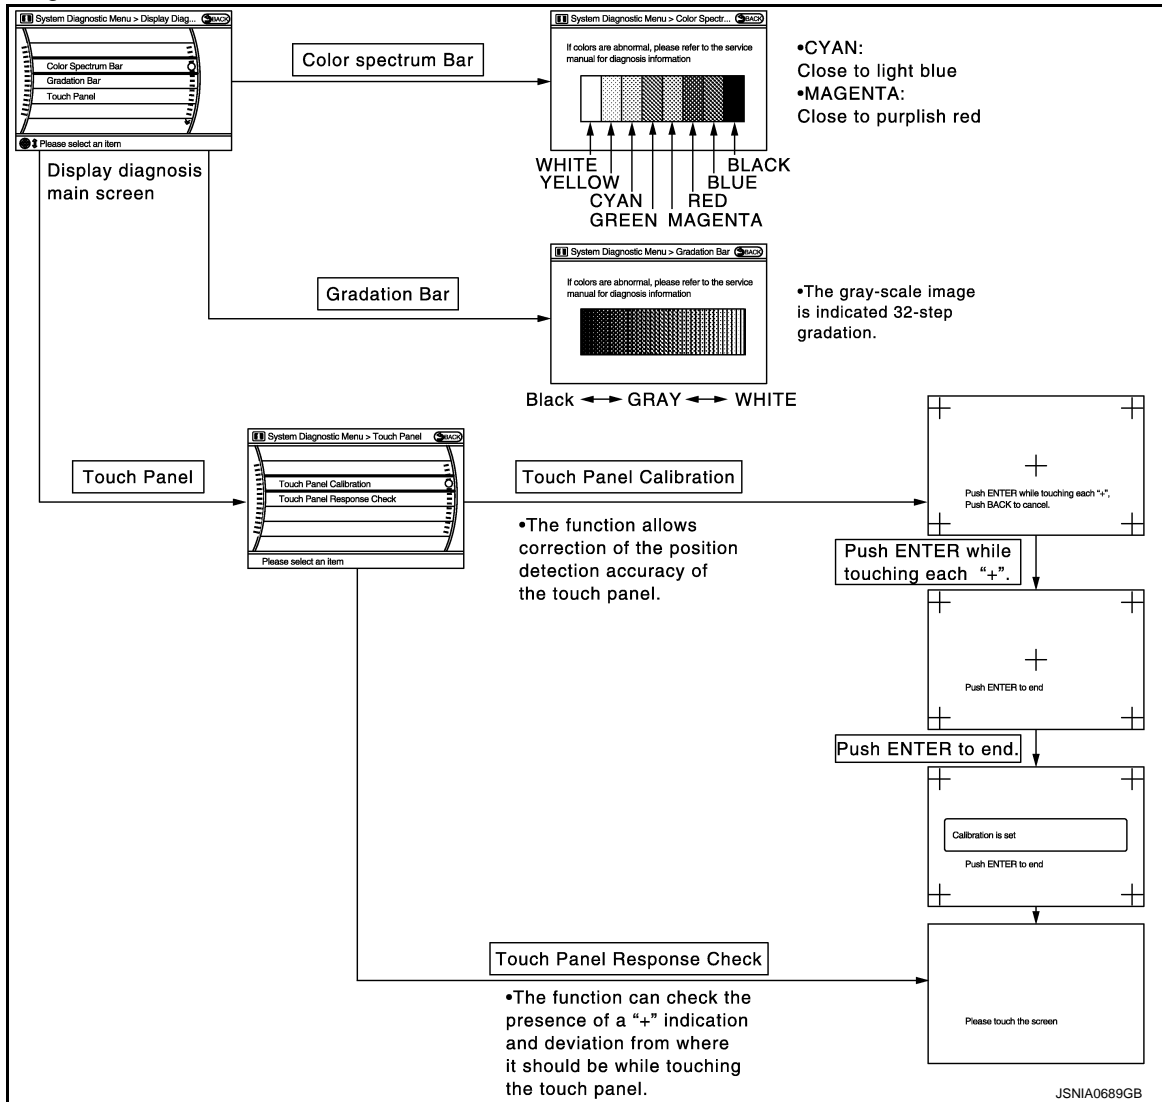 System Diagnostic Menu > Display Diag... BACK
Color Spectrum Bar
Gradation Bar
Touch Panel
Please select an item
Display diagnosis
main screen
Color spectrum Bar
System Diagnostic Menu > Color Spectr... BACK
If colors are abnormal, please refer to the service
manual for diagnosis information
WHITE BLACK
YELLOW BLUE
CYAN RED
GREEN MAGENTA
•CYAN:
Close to light blue
•MAGENTA:
Close to purplish red
Gradation Bar
System Diagnostic Menu > Gradation Bar BACK
If colors are abnormal, please refer to the service
manual for diagnosis information
Black GRAY WHITE
•The gray-scale image
is indicated 32-step
gradation.
Touch Panel
System Diagnostic Menu > Touch Panel BACK
Touch Panel Calibration
Touch Panel Response Check
Please select an item
Touch Panel Calibration
•The function allows
correction of the position
detection accuracy of
the touch panel.
Push ENTER while touching each “+”,
Push BACK to cancel.
Push ENTER while
touching each “+”.
Push ENTER to end
Push ENTER to end.
Calibration is set
Push ENTER to end
Touch Panel Response Check
•The function can check the
presence of a “+” indication
and deviation from where
it should be while touching
the touch panel.
Please touch the screen
JSNIA0689GB